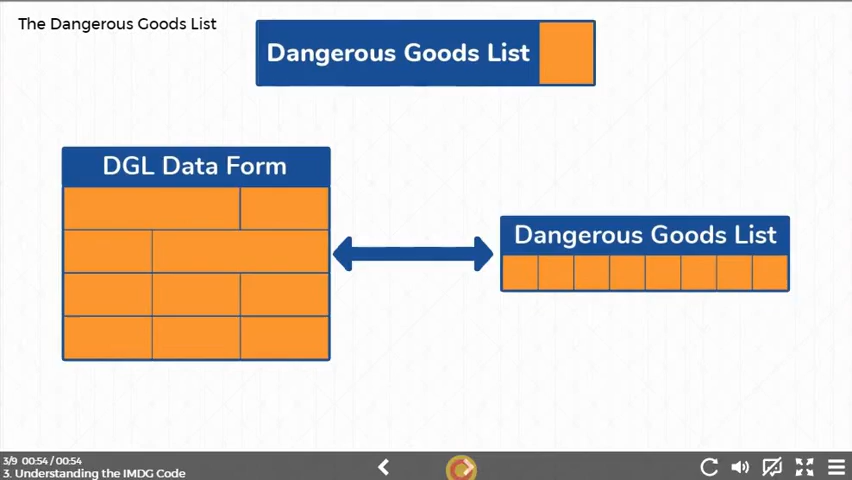 The Dangerous Goods List
Dangerous Goods List
DGL Data Form
Dangerous Goods List
3/9 00:54 / 00:54
3. Understanding the IMDG Code